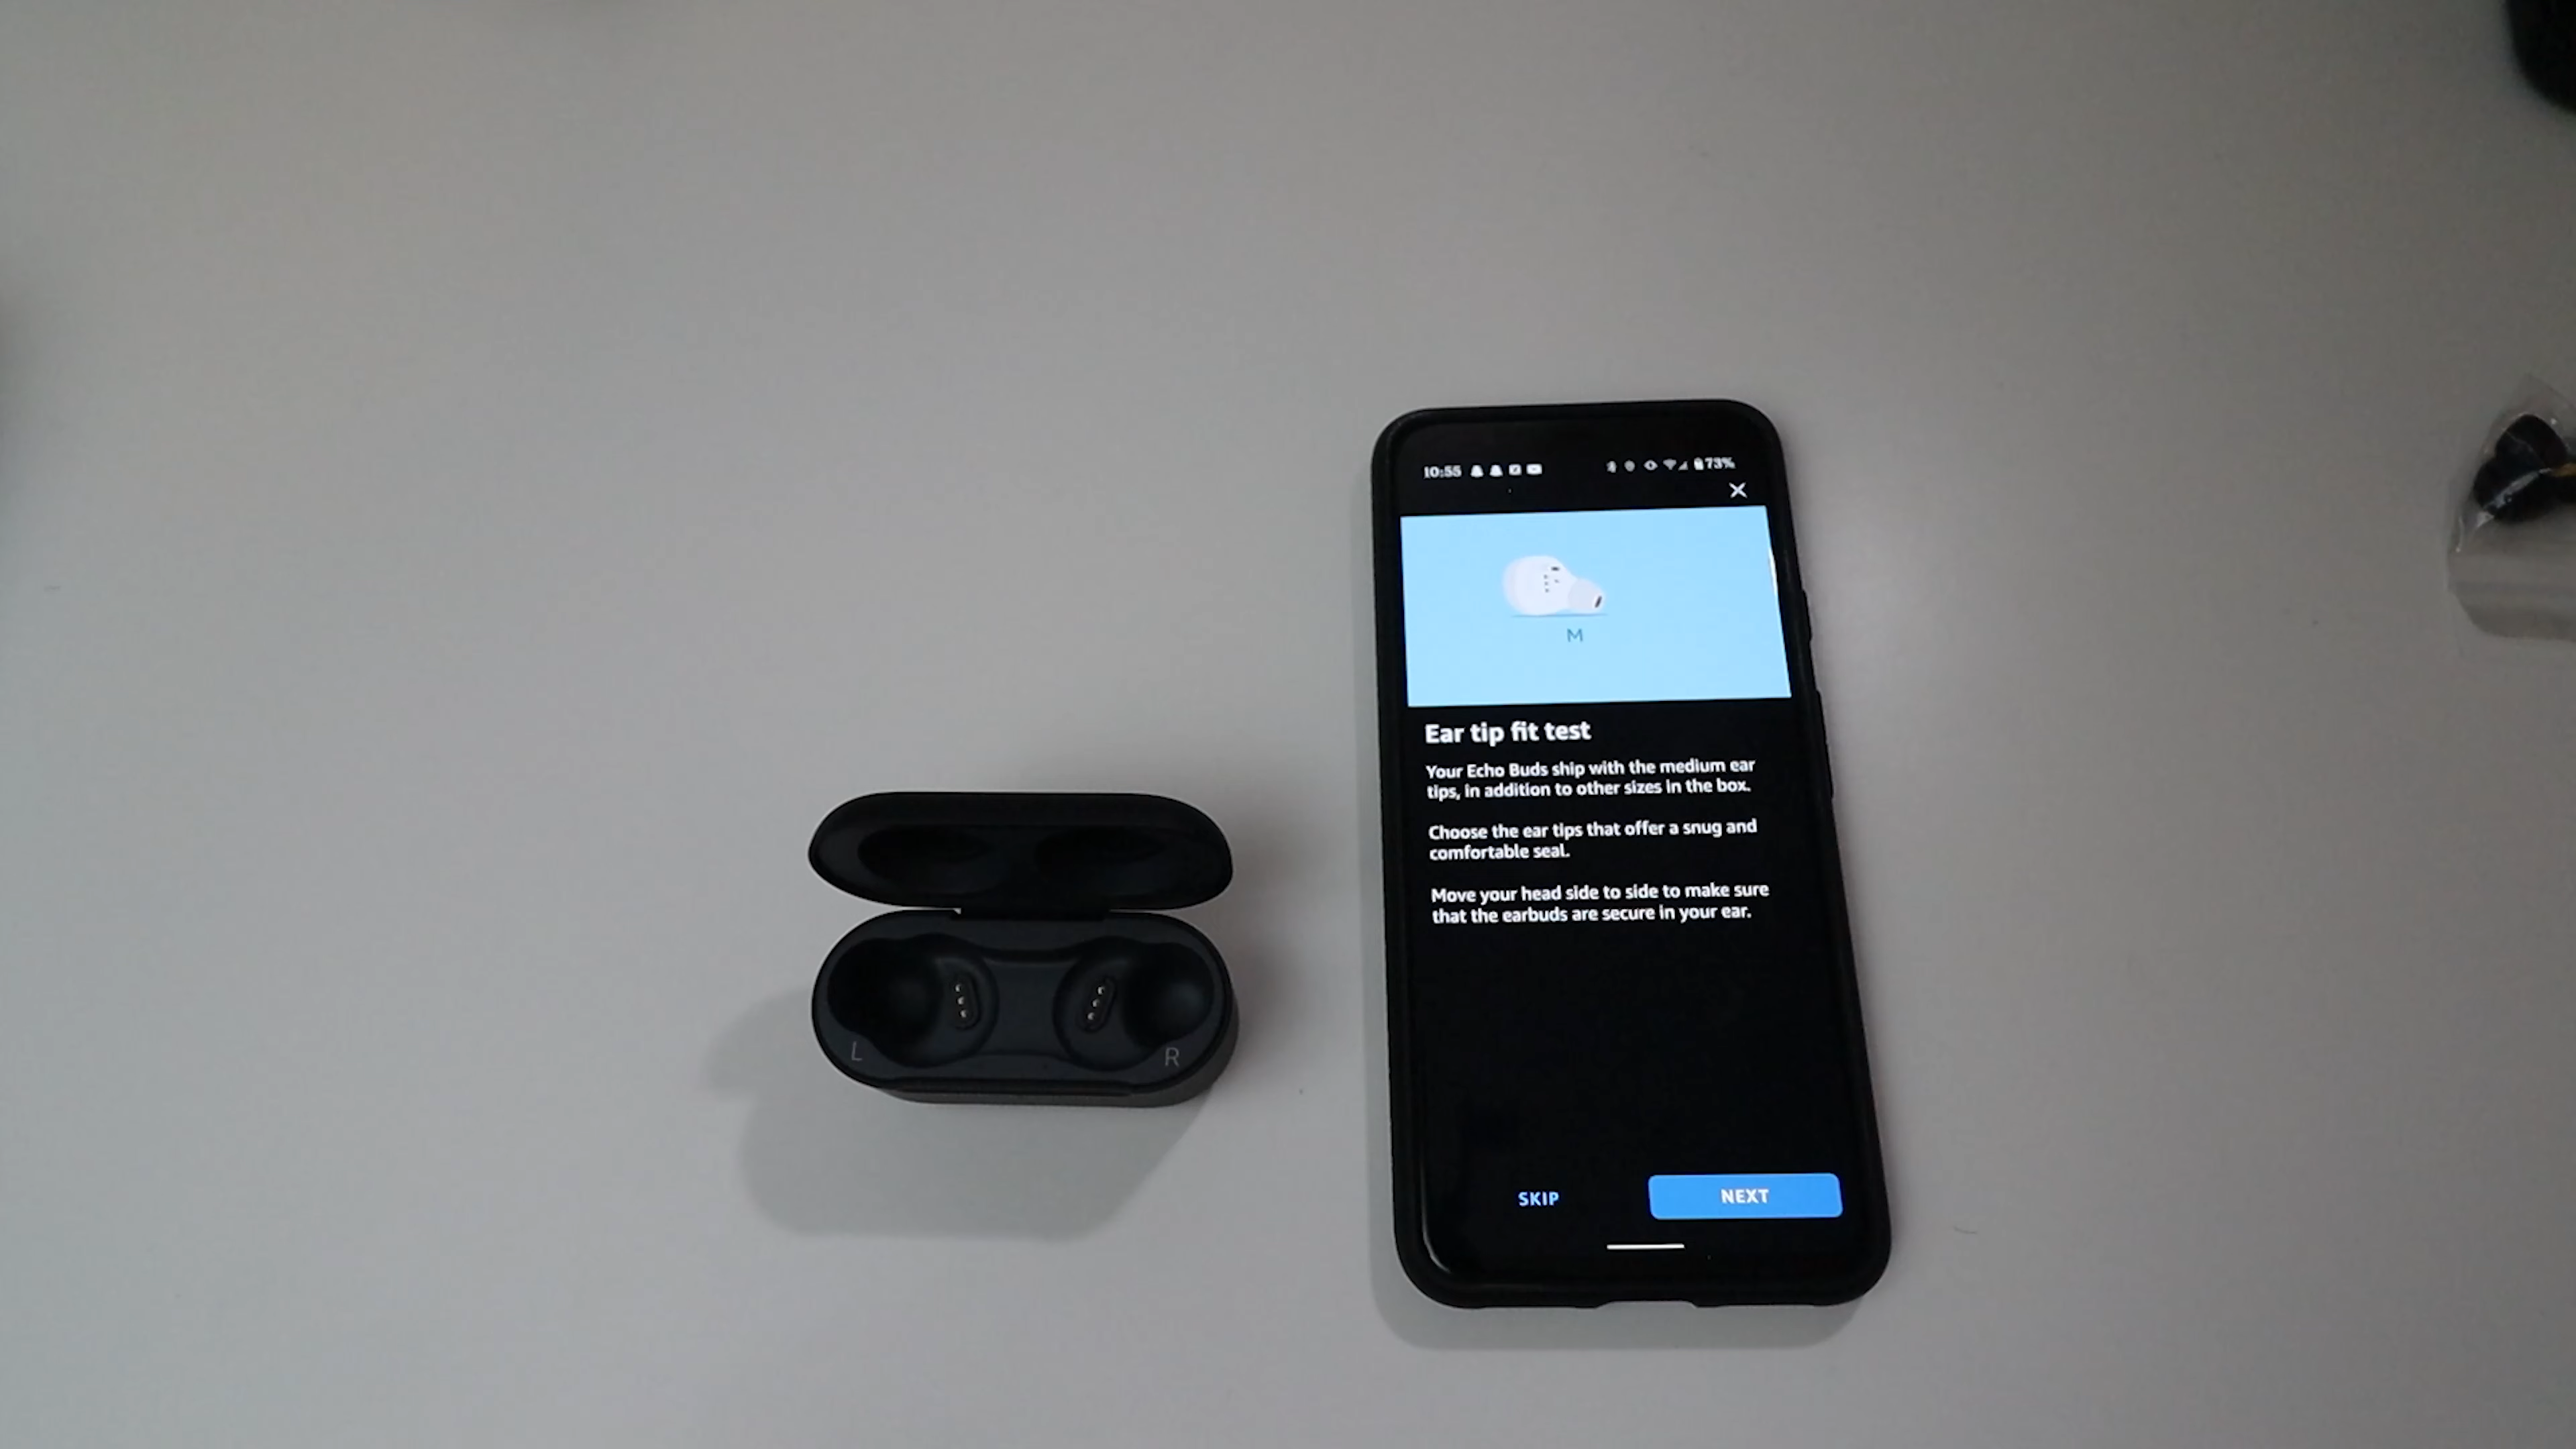 10:55
73%
M
Ear tip fit test
Your Echo Buds ship with the medium ear
tips, in addition to other sizes in the box.
Choose the ear tips that offer a snug and
comfortable seal.
Move your head side to side to make sure
that the earbuds are secure in your ear.
L
R
SKIP
NEXT